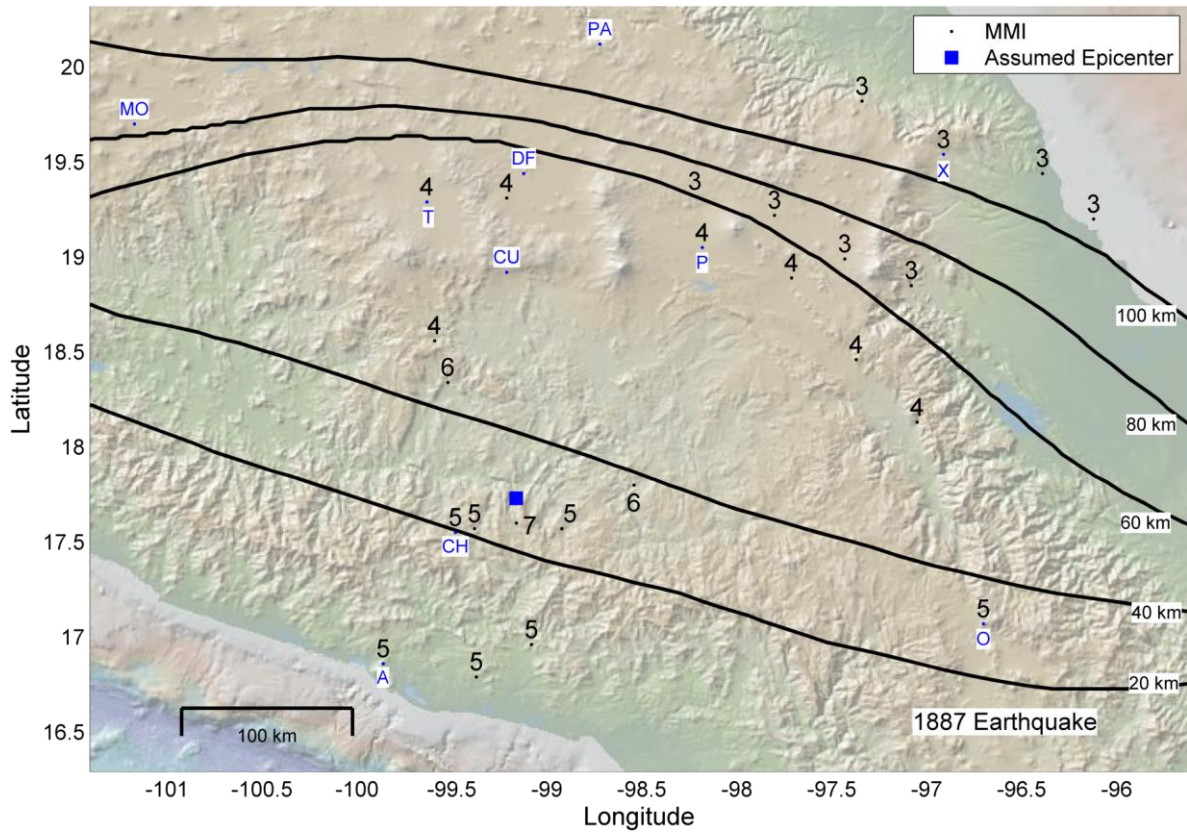 PA
MMI
Assumed Epicenter
20
3
MO
3
19.5
DF
X
3
4
4
3
T
3
3
19
CU
4
P
4
3
3
100 km
18.5
4
4
6
4
80 km
18
6
60 km
17.5
5
5
7
5
CH
40 km
17
5
5
O
5
5
A
20 km
16.5
100 km
1887 Earthquake
-101
-100.5
-100
-99.5
-99
-98.5
-98
-97.5
-97
-96.5
-96
Longitude
Latitude